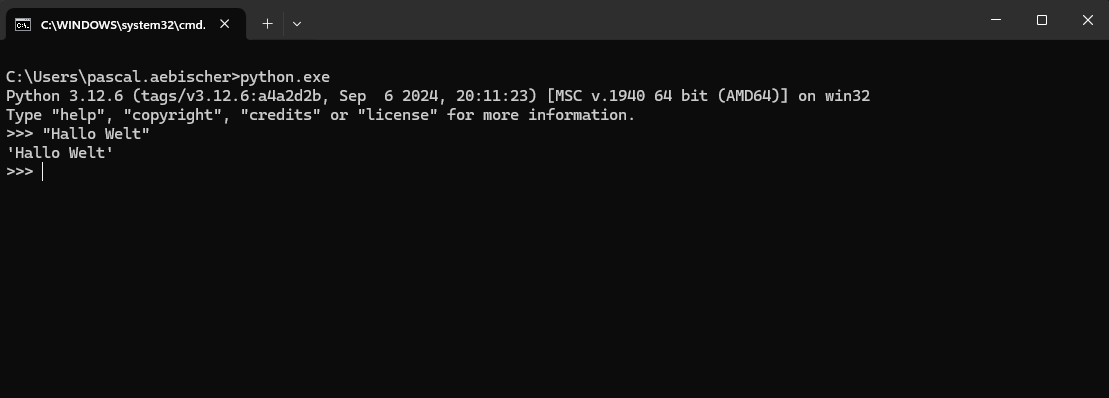 C:\WINDOWS\system32\cmd.
C:\Users\pascal.aebischer>python.exe
Python 3.12.6 (tags/v3.12.6:a4a2d2b, Sep  6 2024, 20:11:23) [MSC v.1940 64 bit (AMD64)] on win32
Type "help", "copyright", "credits" or "license" for more information.
>>> "Hallo Welt"
'Hallo Welt'
>>>